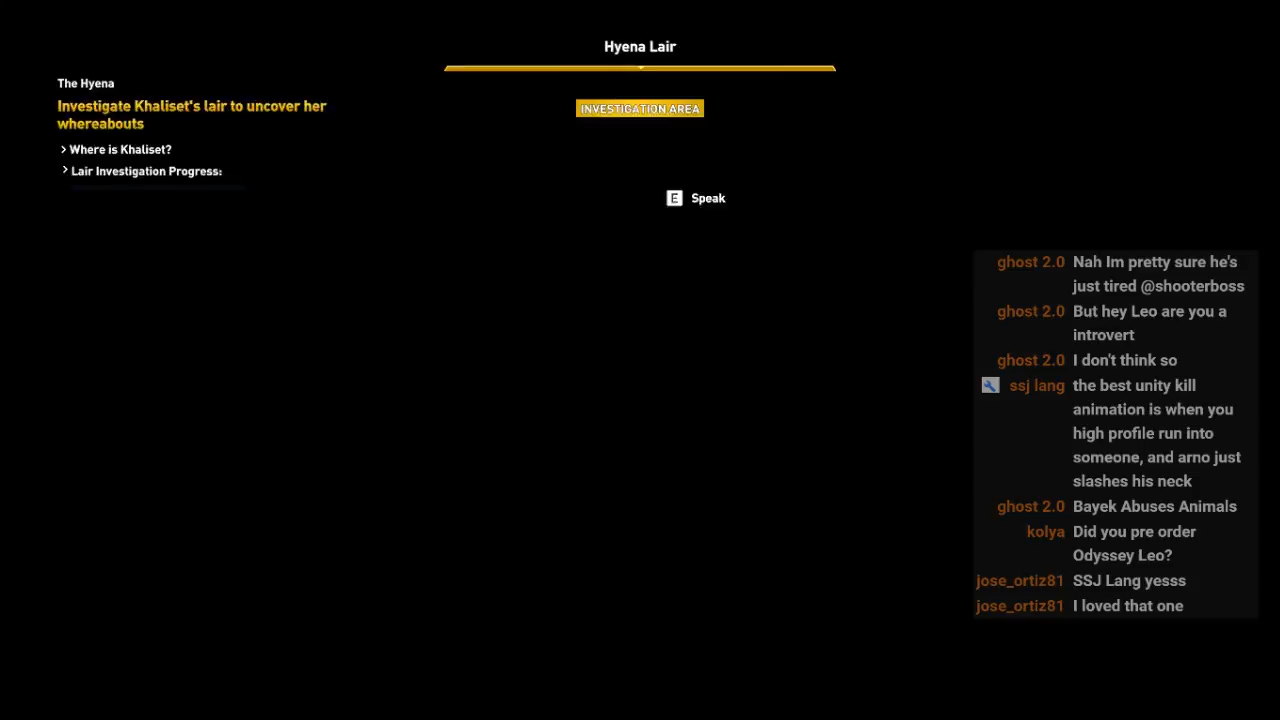 Hyena Lair
The Hyena
Investigate Khaliset's lair to uncover her
whereabouts
INVESTIGATION AREA
> Where is Khaliset?
> Lair Investigation Progress:
E Speak
ghost 2.0 Nah Im pretty sure he's
just tired @shooterboss
ghost 2.0 But hey Leo are you a
introvert
ghost 2.0 I don't think so
ssj lang the best unity kill
animation is when you
high profile run into
someone, and arno just
slashes his neck
ghost 2.0 Bayek Abuses Animals
kolya Did you pre order
Odyssey Leo?
jose_ortiz81 SSJ Lang yesss
jose_ortiz81 I loved that one